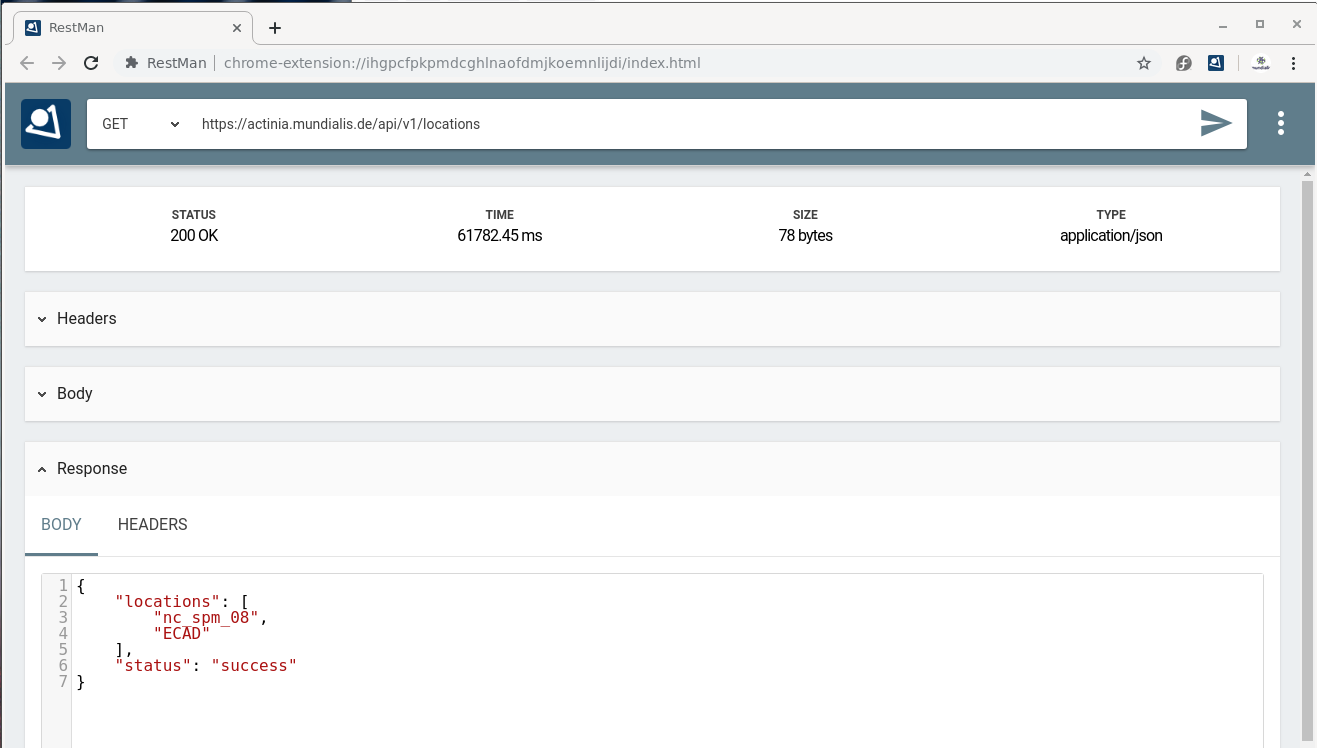 RestMan
RestMan | chrome-extension://ihgpcfpkpmdcghlnaofdmjkoemnlijdi/index.html
GET https://actinia.mundialis.de/api/v1/locations
STATUS TIME SIZE TYPE
200 OK 61782.45 ms 78 bytes application/json
Headers
Body
Response
BODY HEADERS
1 {
2 "locations": [
3 "nc_spm_08",
4 "ECAD"
5 ],
6 "status": "success"
7 }